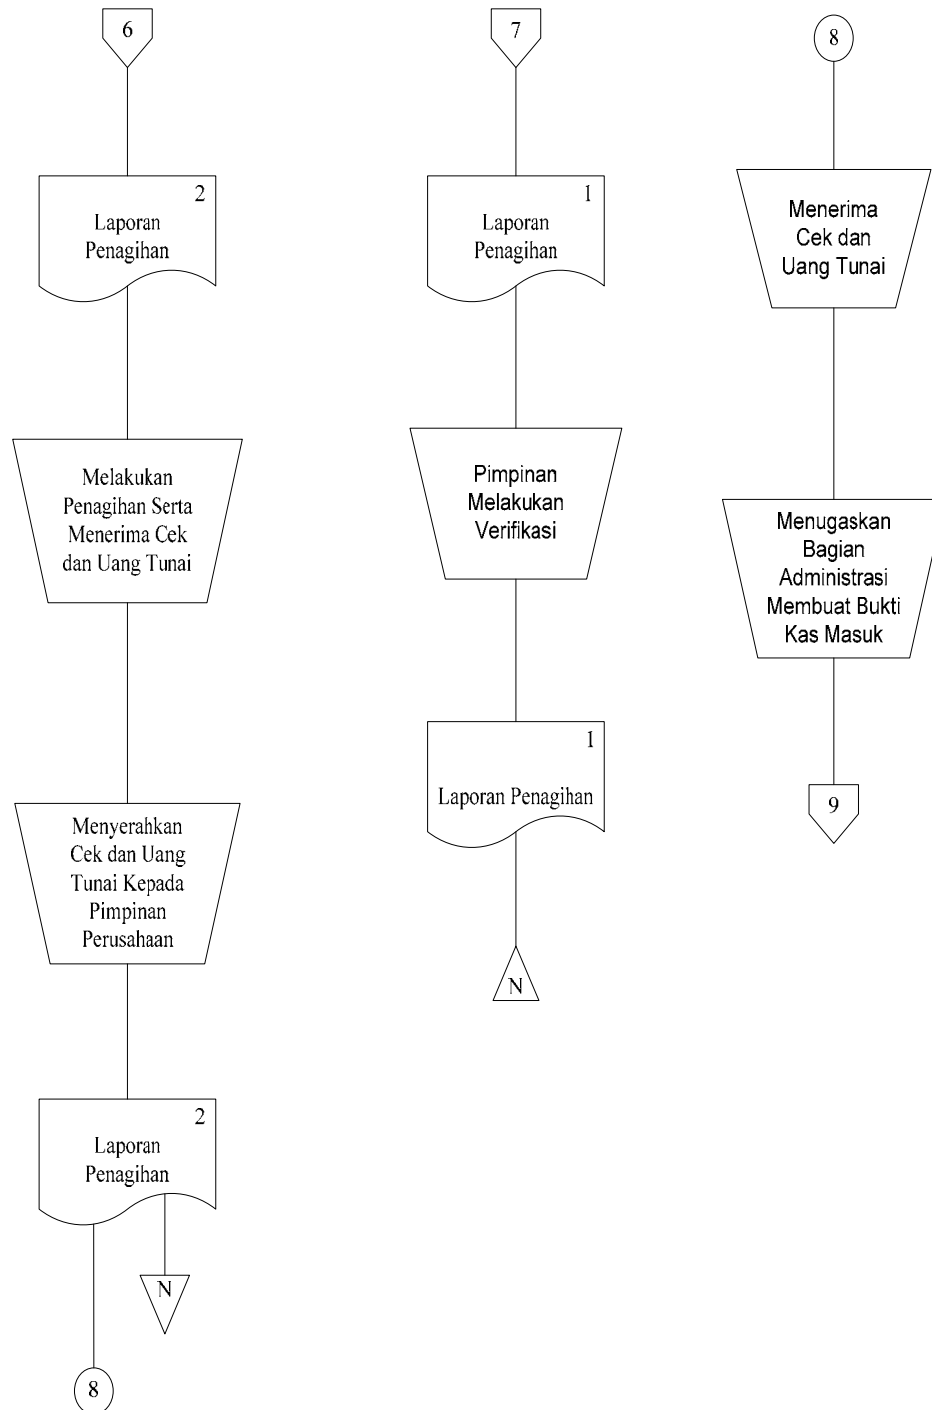 6
2
Laporan
Penagihan
Melakukan
Penagihan Serta
Menerima Cek
dan Uang Tunai
Menyerahkan
Cek dan Uang
Tunai Kepada
Pimpinan
Perusahaan
2
Laporan
Penagihan
N
8
7
1
Laporan
Penagihan
Pimpinan
Melakukan
Verifikasi
1
Laporan Penagihan
N
8
Menerima
Cek dan
Uang Tunai
Menugaskan
Bagian
Administrasi
Membuat Bukti
Kas Masuk
9